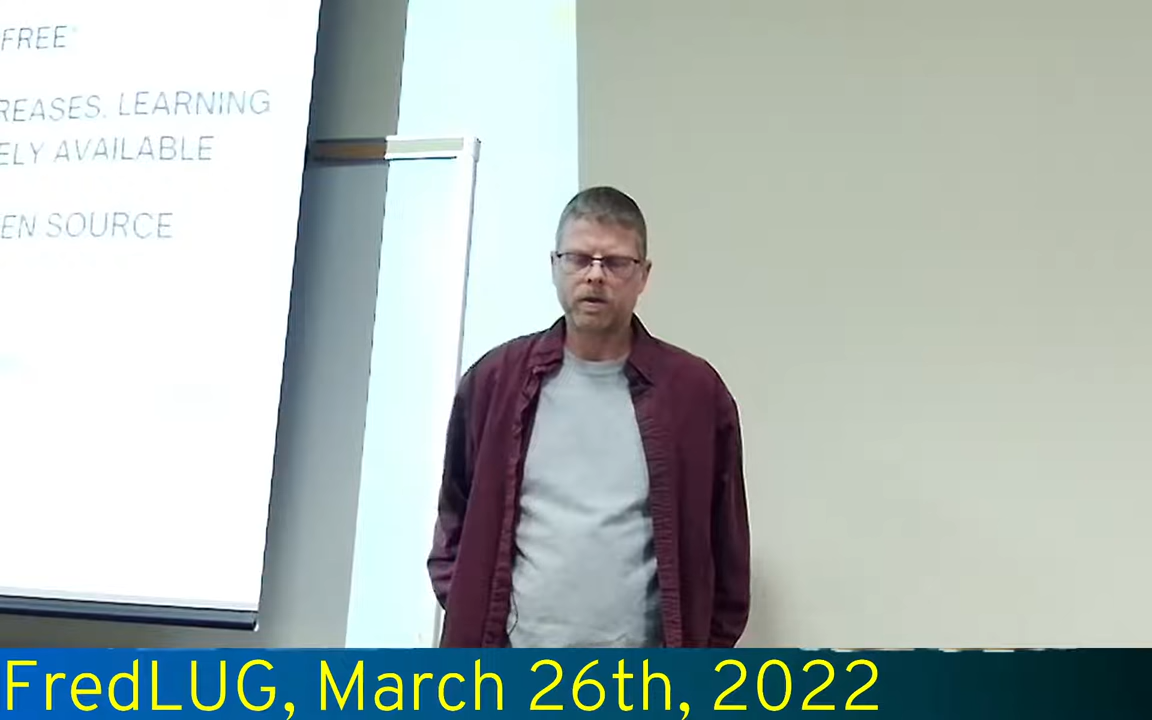 FREE*
REASES. LEARNING
ELY AVAILABLE
EN SOURCE
FredLUG, March 26th, 2022